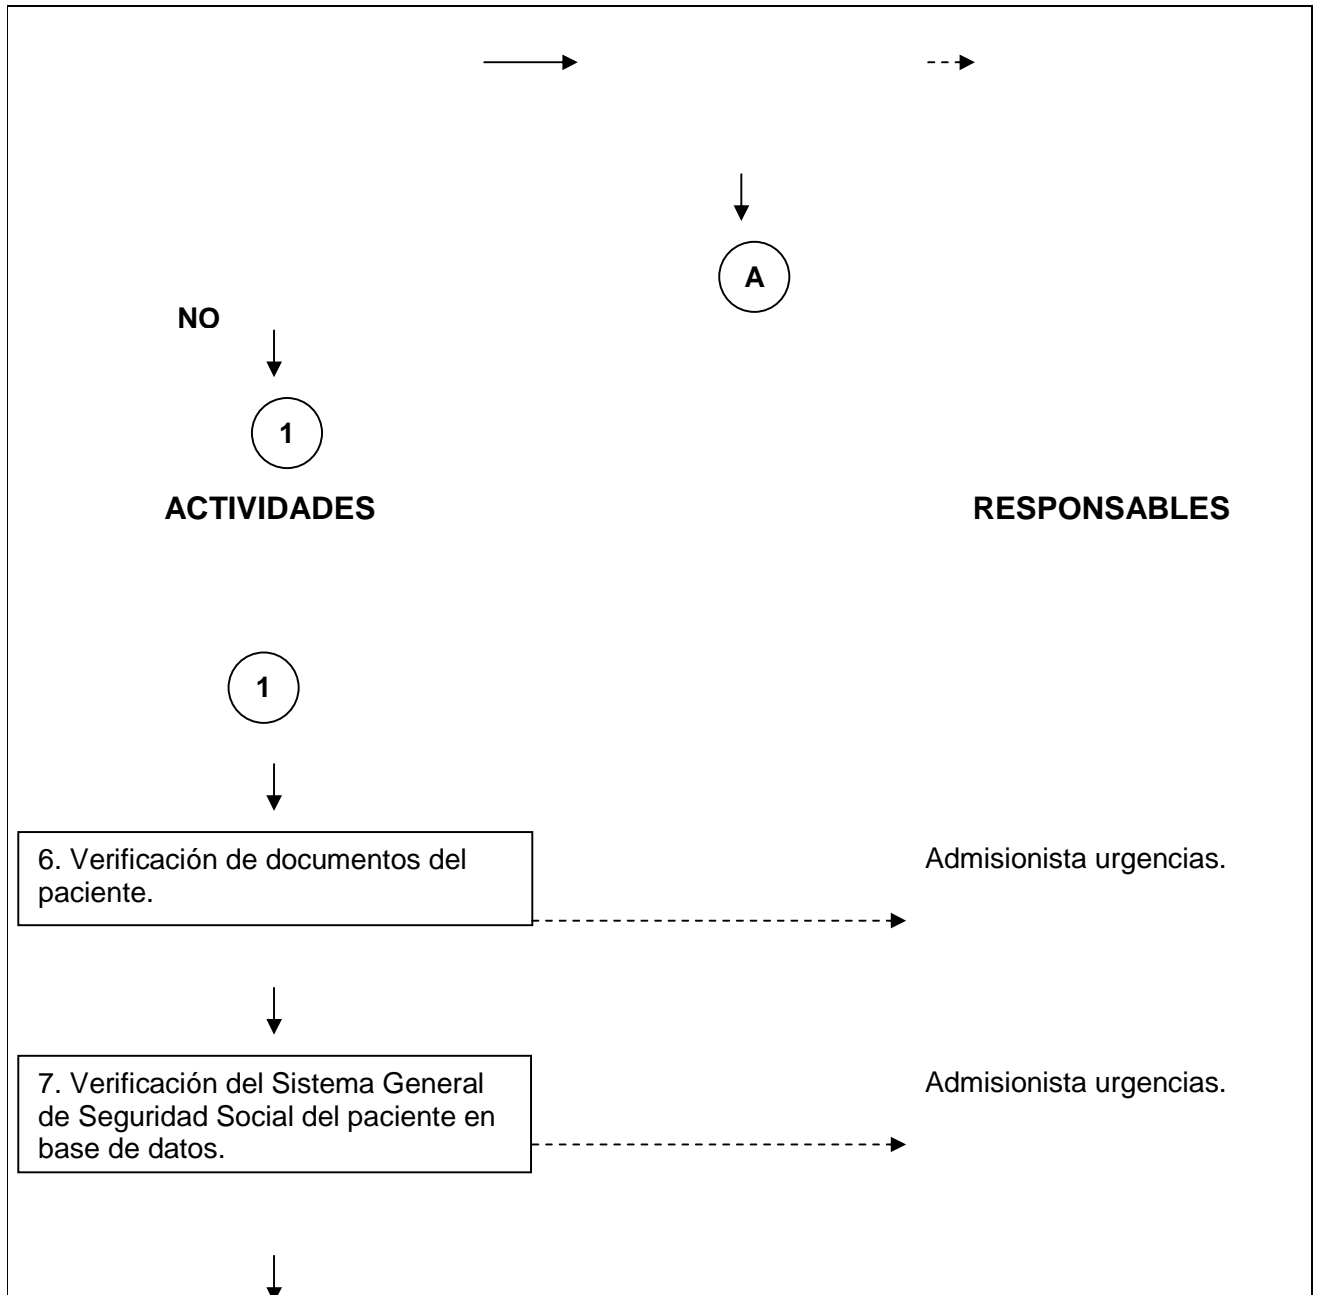 A
NO
1
ACTIVIDADES RESPONSABLES
1
6. Verificación de documentos del
paciente.
Admisionista urgencias.
7. Verificación del Sistema General
de Seguridad Social del paciente en
base de datos.
Admisionista urgencias.